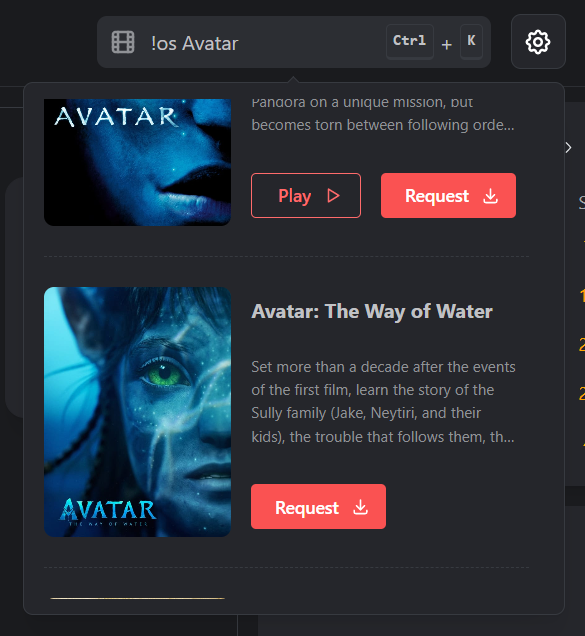 !os Avatar
Ctrl + K
AVATAR
Pandora on a unique mission, but
becomes torn between following orde...
Play
Request
Avatar: The Way of Water
Set more than a decade after the events
of the first film, learn the story of the
Sully family (Jake, Neytiri, and their
kids), the trouble that follows them, th...
AVATAR
THE WAY OF WATER
Request